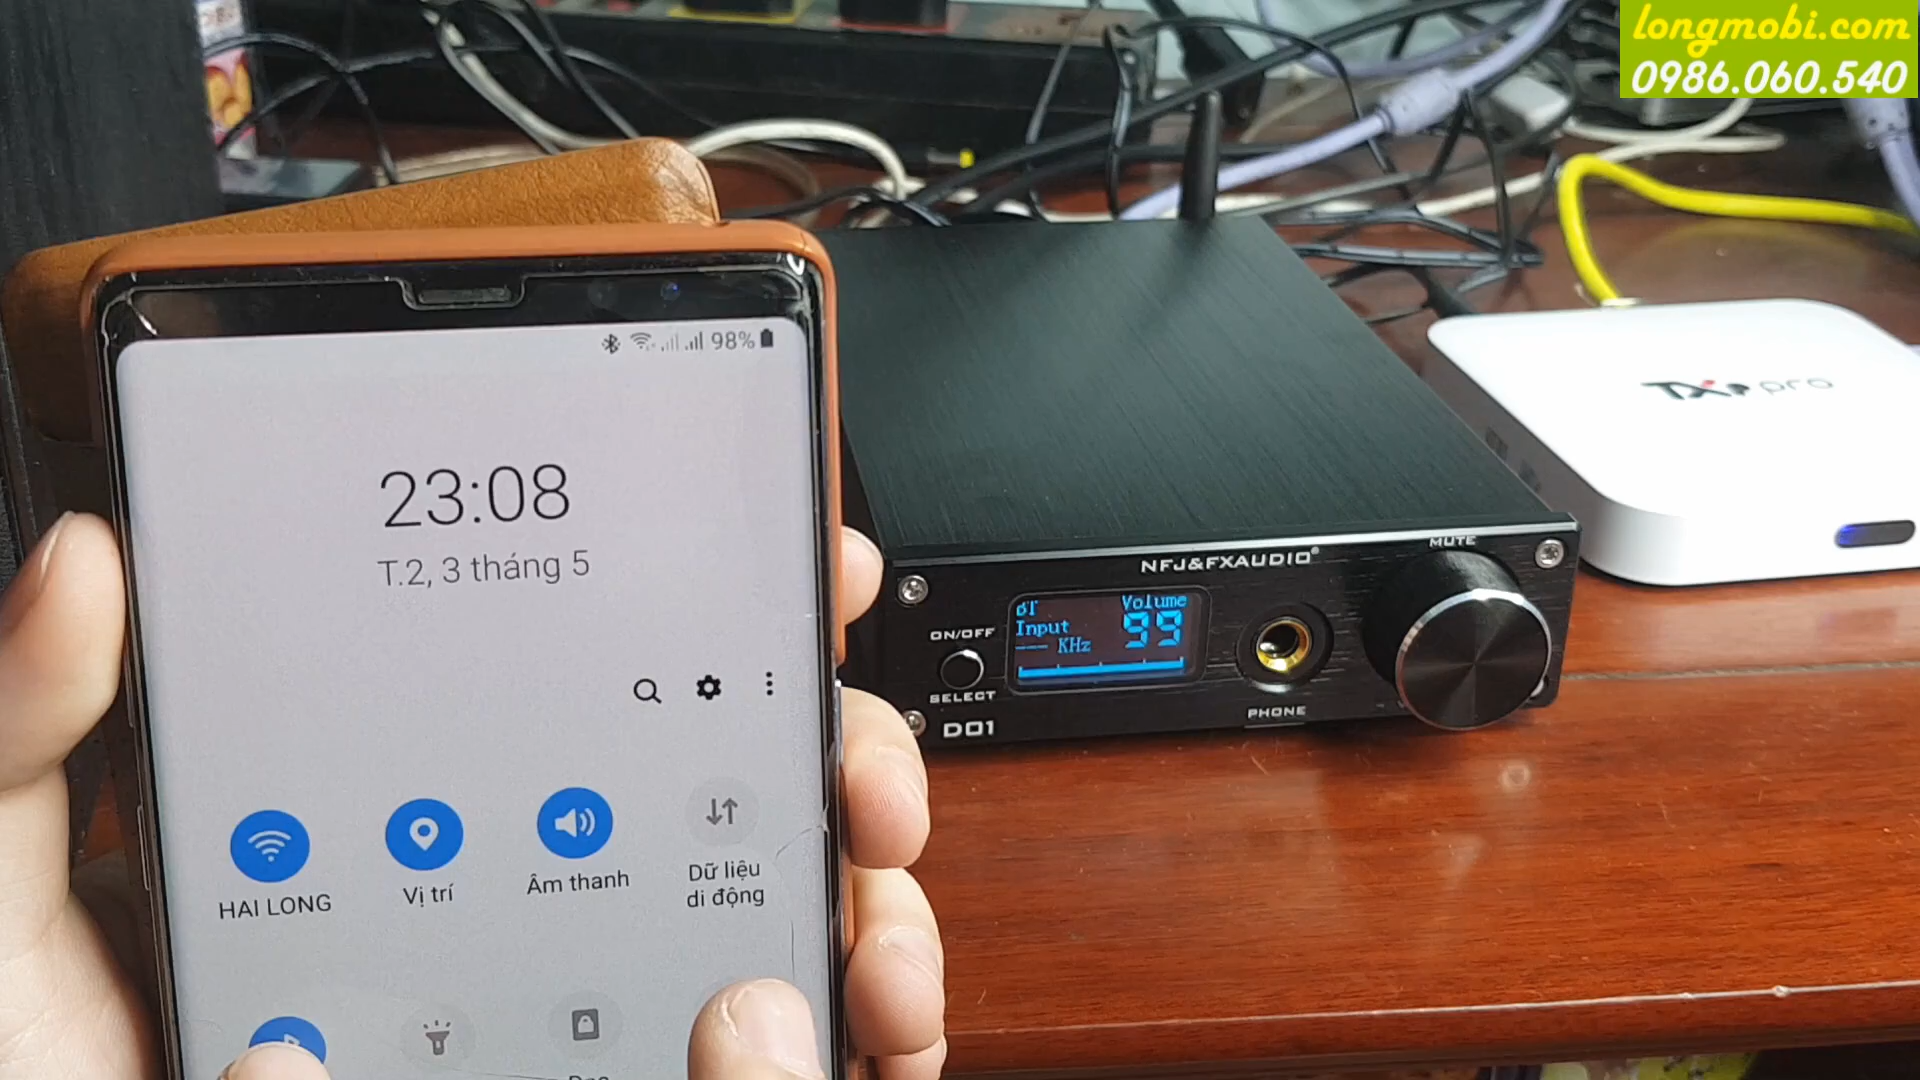 longmobi.com
0986.060.540
98%
23:08
T.2, 3 tháng 5
HAI LONG
Vị trí
Âm thanh
Dữ liệu
di động
NFJ&FXAUDIO®
MUTE
ON/OFF
SELECT
D01
BT
Volume
Input
99
--- KHz
PHONE
pro